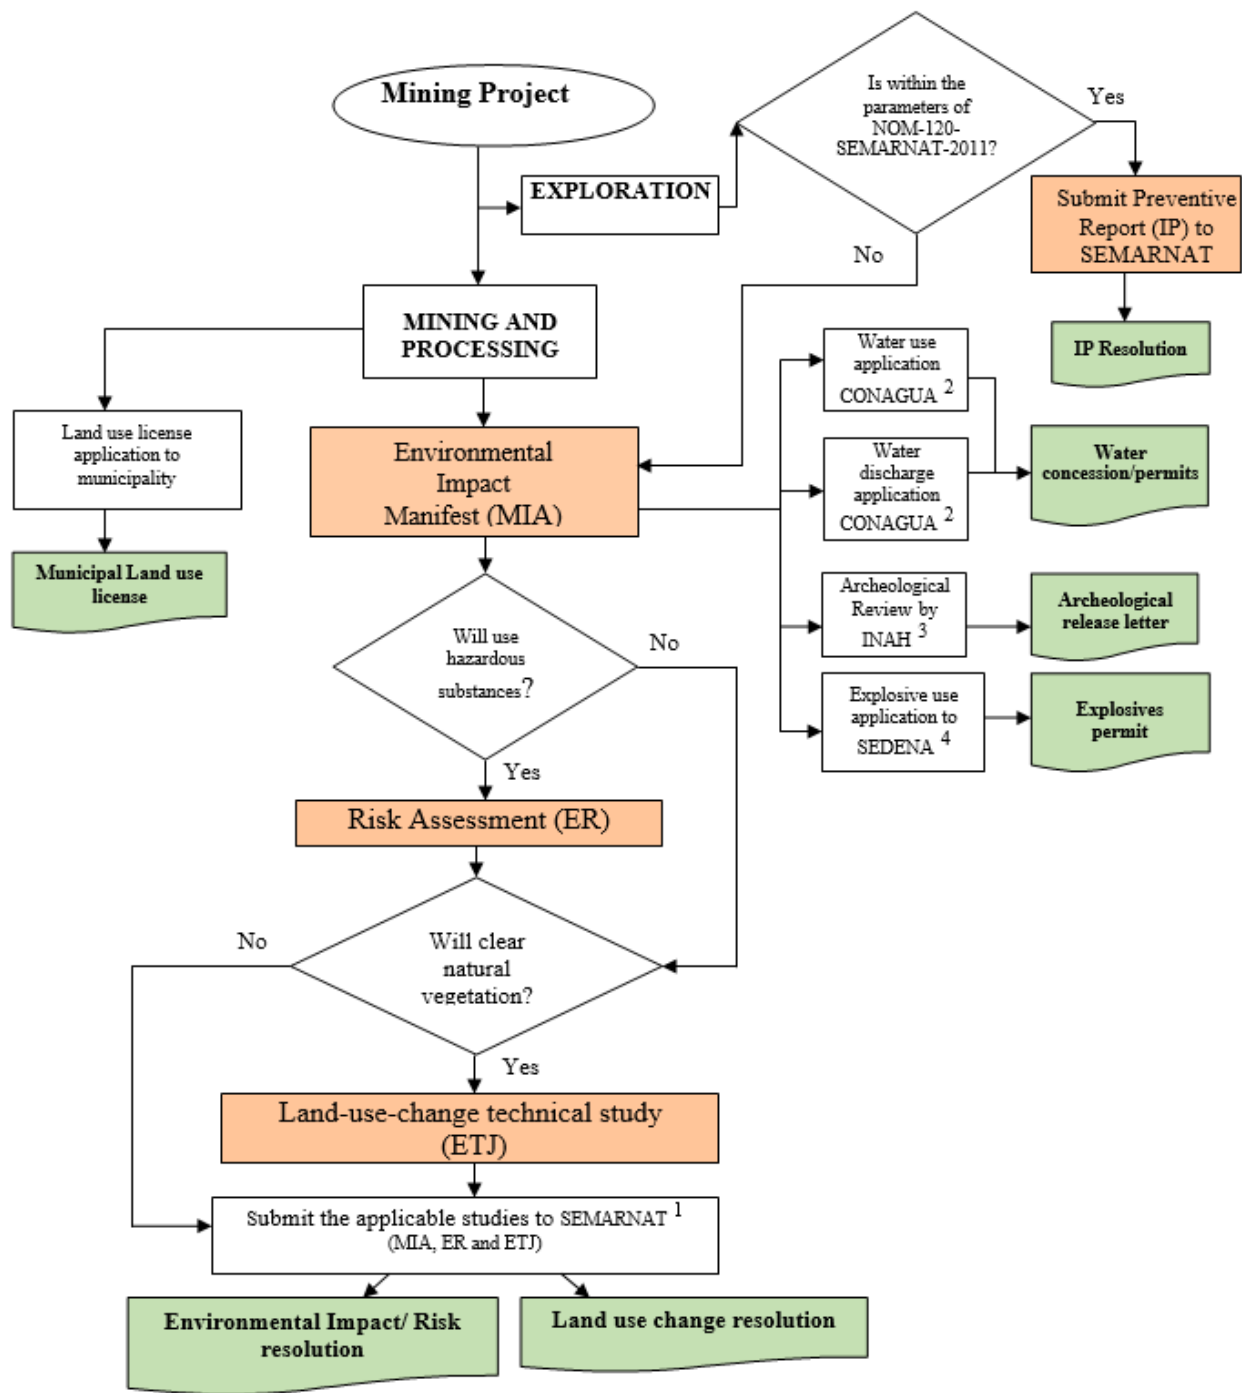 Mining Project
Is within the
parameters of
NOM-120-
SEMARNAT-2011?
Yes
EXPLORATION
Submit Preventive
Report (IP) to
SEMARNAT
No
MINING AND
PROCESSING
IP Resolution
Water use
application
CONAGUA 2
Land use license
application to
municipality
Environmental
Impact
Manifest (MIA)
Water
discharge
application
CONAGUA 2
Water
concession/permits
Municipal Land use
license
Archeological
Review by
INAH 3
Archeological
release letter
Will use
hazardous
substances?
No
Explosive use
application to
SEDENA 4
Explosives
permit
Yes
Risk Assessment (ER)
No
Will clear
natural
vegetation?
Yes
Land-use-change technical study
(ETJ)
Submit the applicable studies to SEMARNAT 1
(MIA, ER and ETJ)
Environmental Impact/ Risk
resolution
Land use change resolution